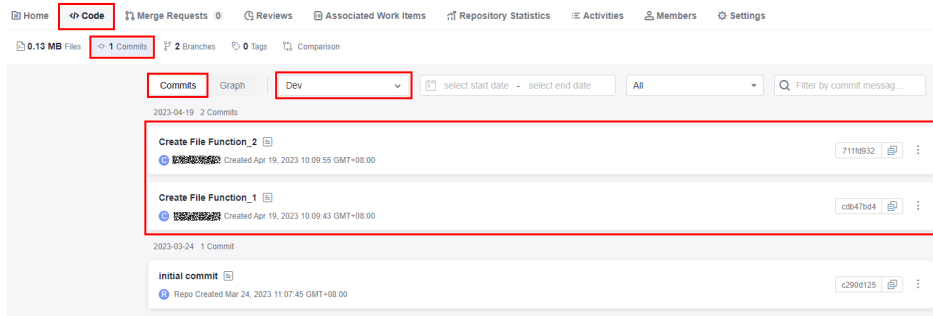 Home </> Code Merge Requests 0 Reviews Associated Work Items Repository Statistics Activities Members Settings
0.13 MB Files 1 Commits 2 Branches 0 Tags Comparison
Commits Graph Dev select start date - select end date All Filter by commit messag...
2023-04-19 2 Commits
Create File Function_2
C Created Apr 19, 2023 10:09:55 GMT+08:00
711fd932
Create File Function_1
C Created Apr 19, 2023 10:09:43 GMT+08:00
cdb47bd4
2023-03-24 1 Commit
initial commit
R Repo Created Mar 24, 2023 11:07:45 GMT+08:00
c290d125